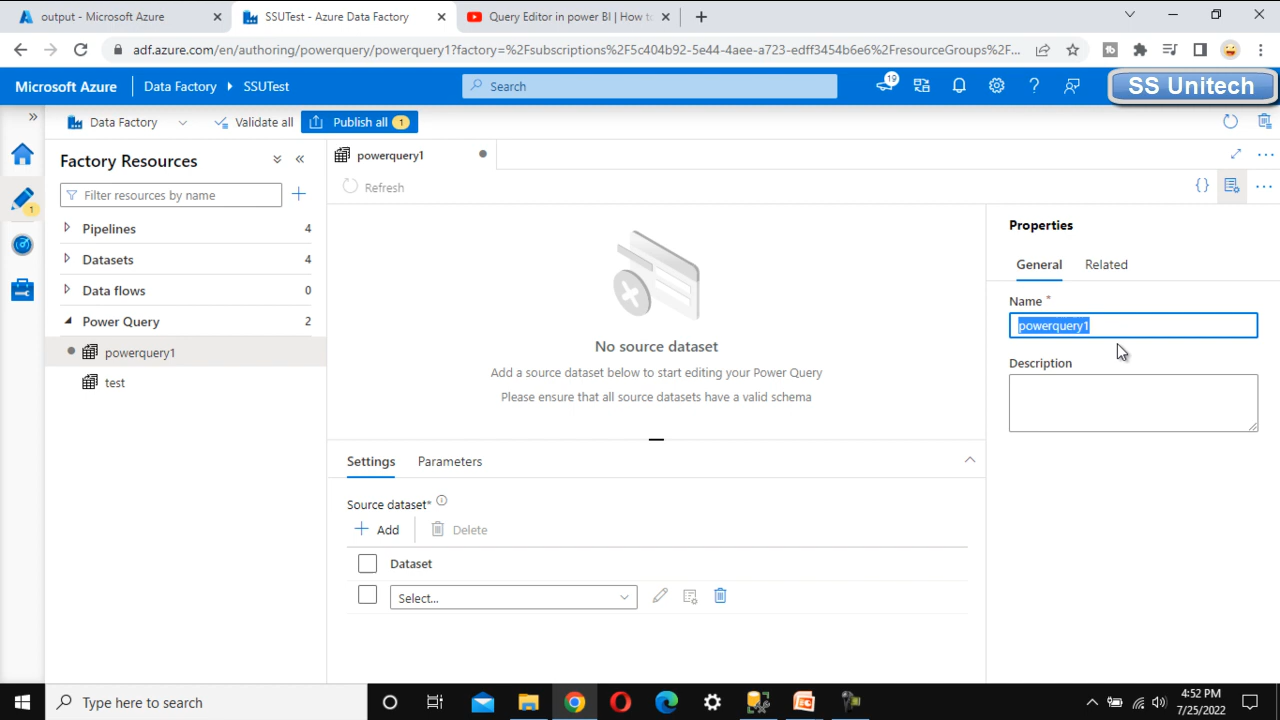 output - Microsoft Azure
SSUTest - Azure Data Factory
Query Editor in power BI | How to
adf.azure.com/en/authoring/powerquery/powerquery1?factory=%2Fsubscriptions%2F5c404b92-5e44-4aee-a723-edff3454b6e6%2FresourceGroups%2F...
Microsoft Azure
Data Factory
SSUTest
Search
19
SS Unitech
Data Factory
Validate all
Publish all
1
Factory Resources
powerquery1
Filter resources by name
Refresh
1
Pipelines
4
Datasets
4
Data flows
0
Power Query
2
powerquery1
test
No source dataset
Add a source dataset below to start editing your Power Query
Please ensure that all source datasets have a valid schema
Settings
Parameters
Source dataset*
Add
Delete
Dataset
Select...
Properties
General
Related
Name *
powerquery1
Description
Type here to search
4:52 PM
7/25/2022